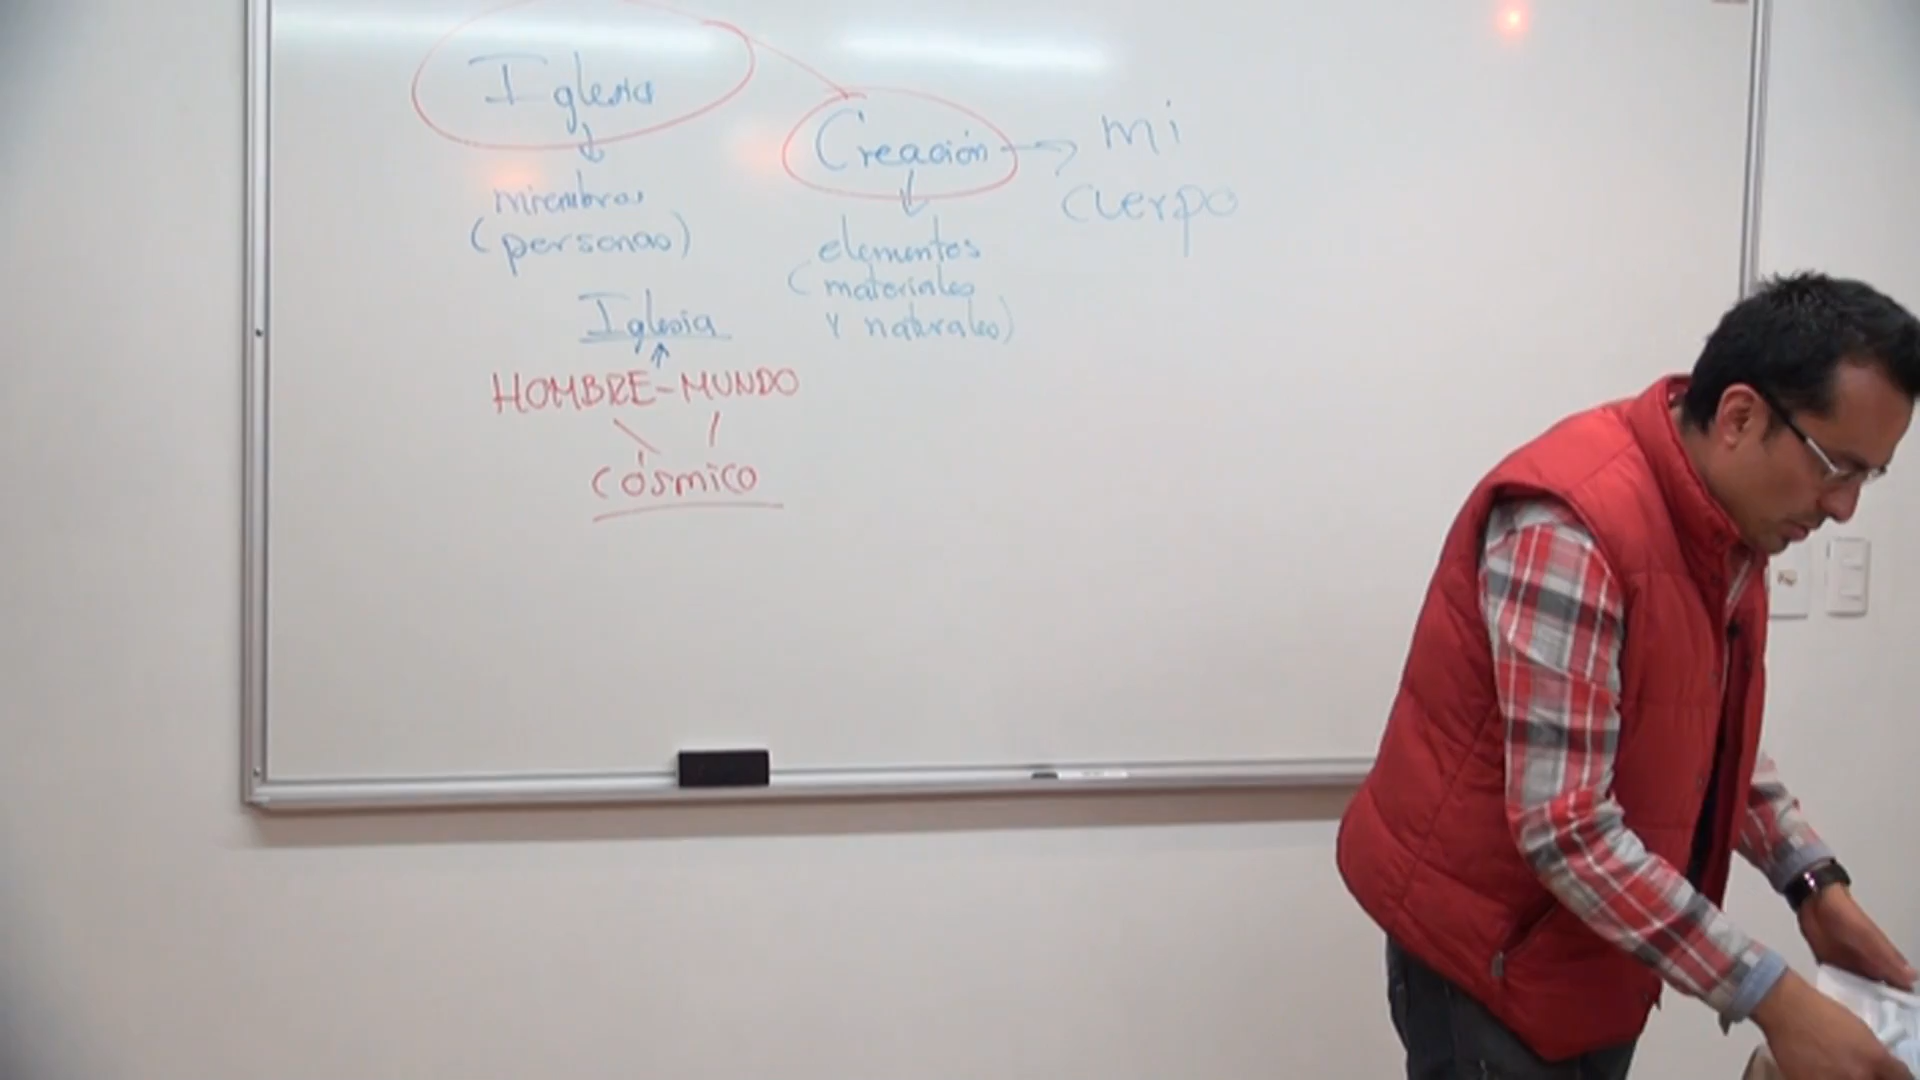 Iglesia
miembros
(personas)
Creación
mi
cuerpo
elementos
(materiales
y naturales)
Iglesia
HOMBRE-MUNDO
CÓSMICO